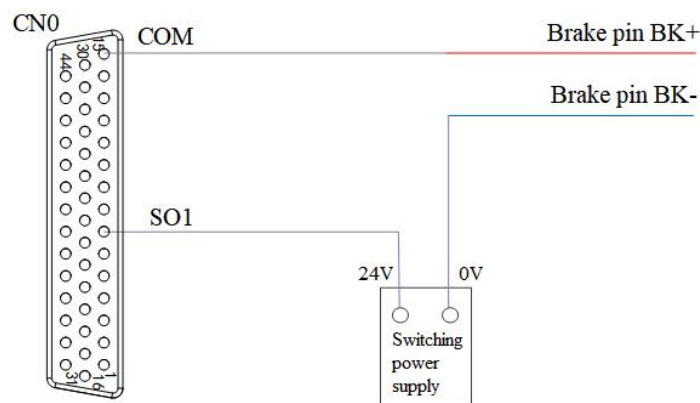 CN0
15
COM
30
44
Brake pin BK+
Brake pin BK-
SO1
24V
0V
Switching
power
supply
31
16
1